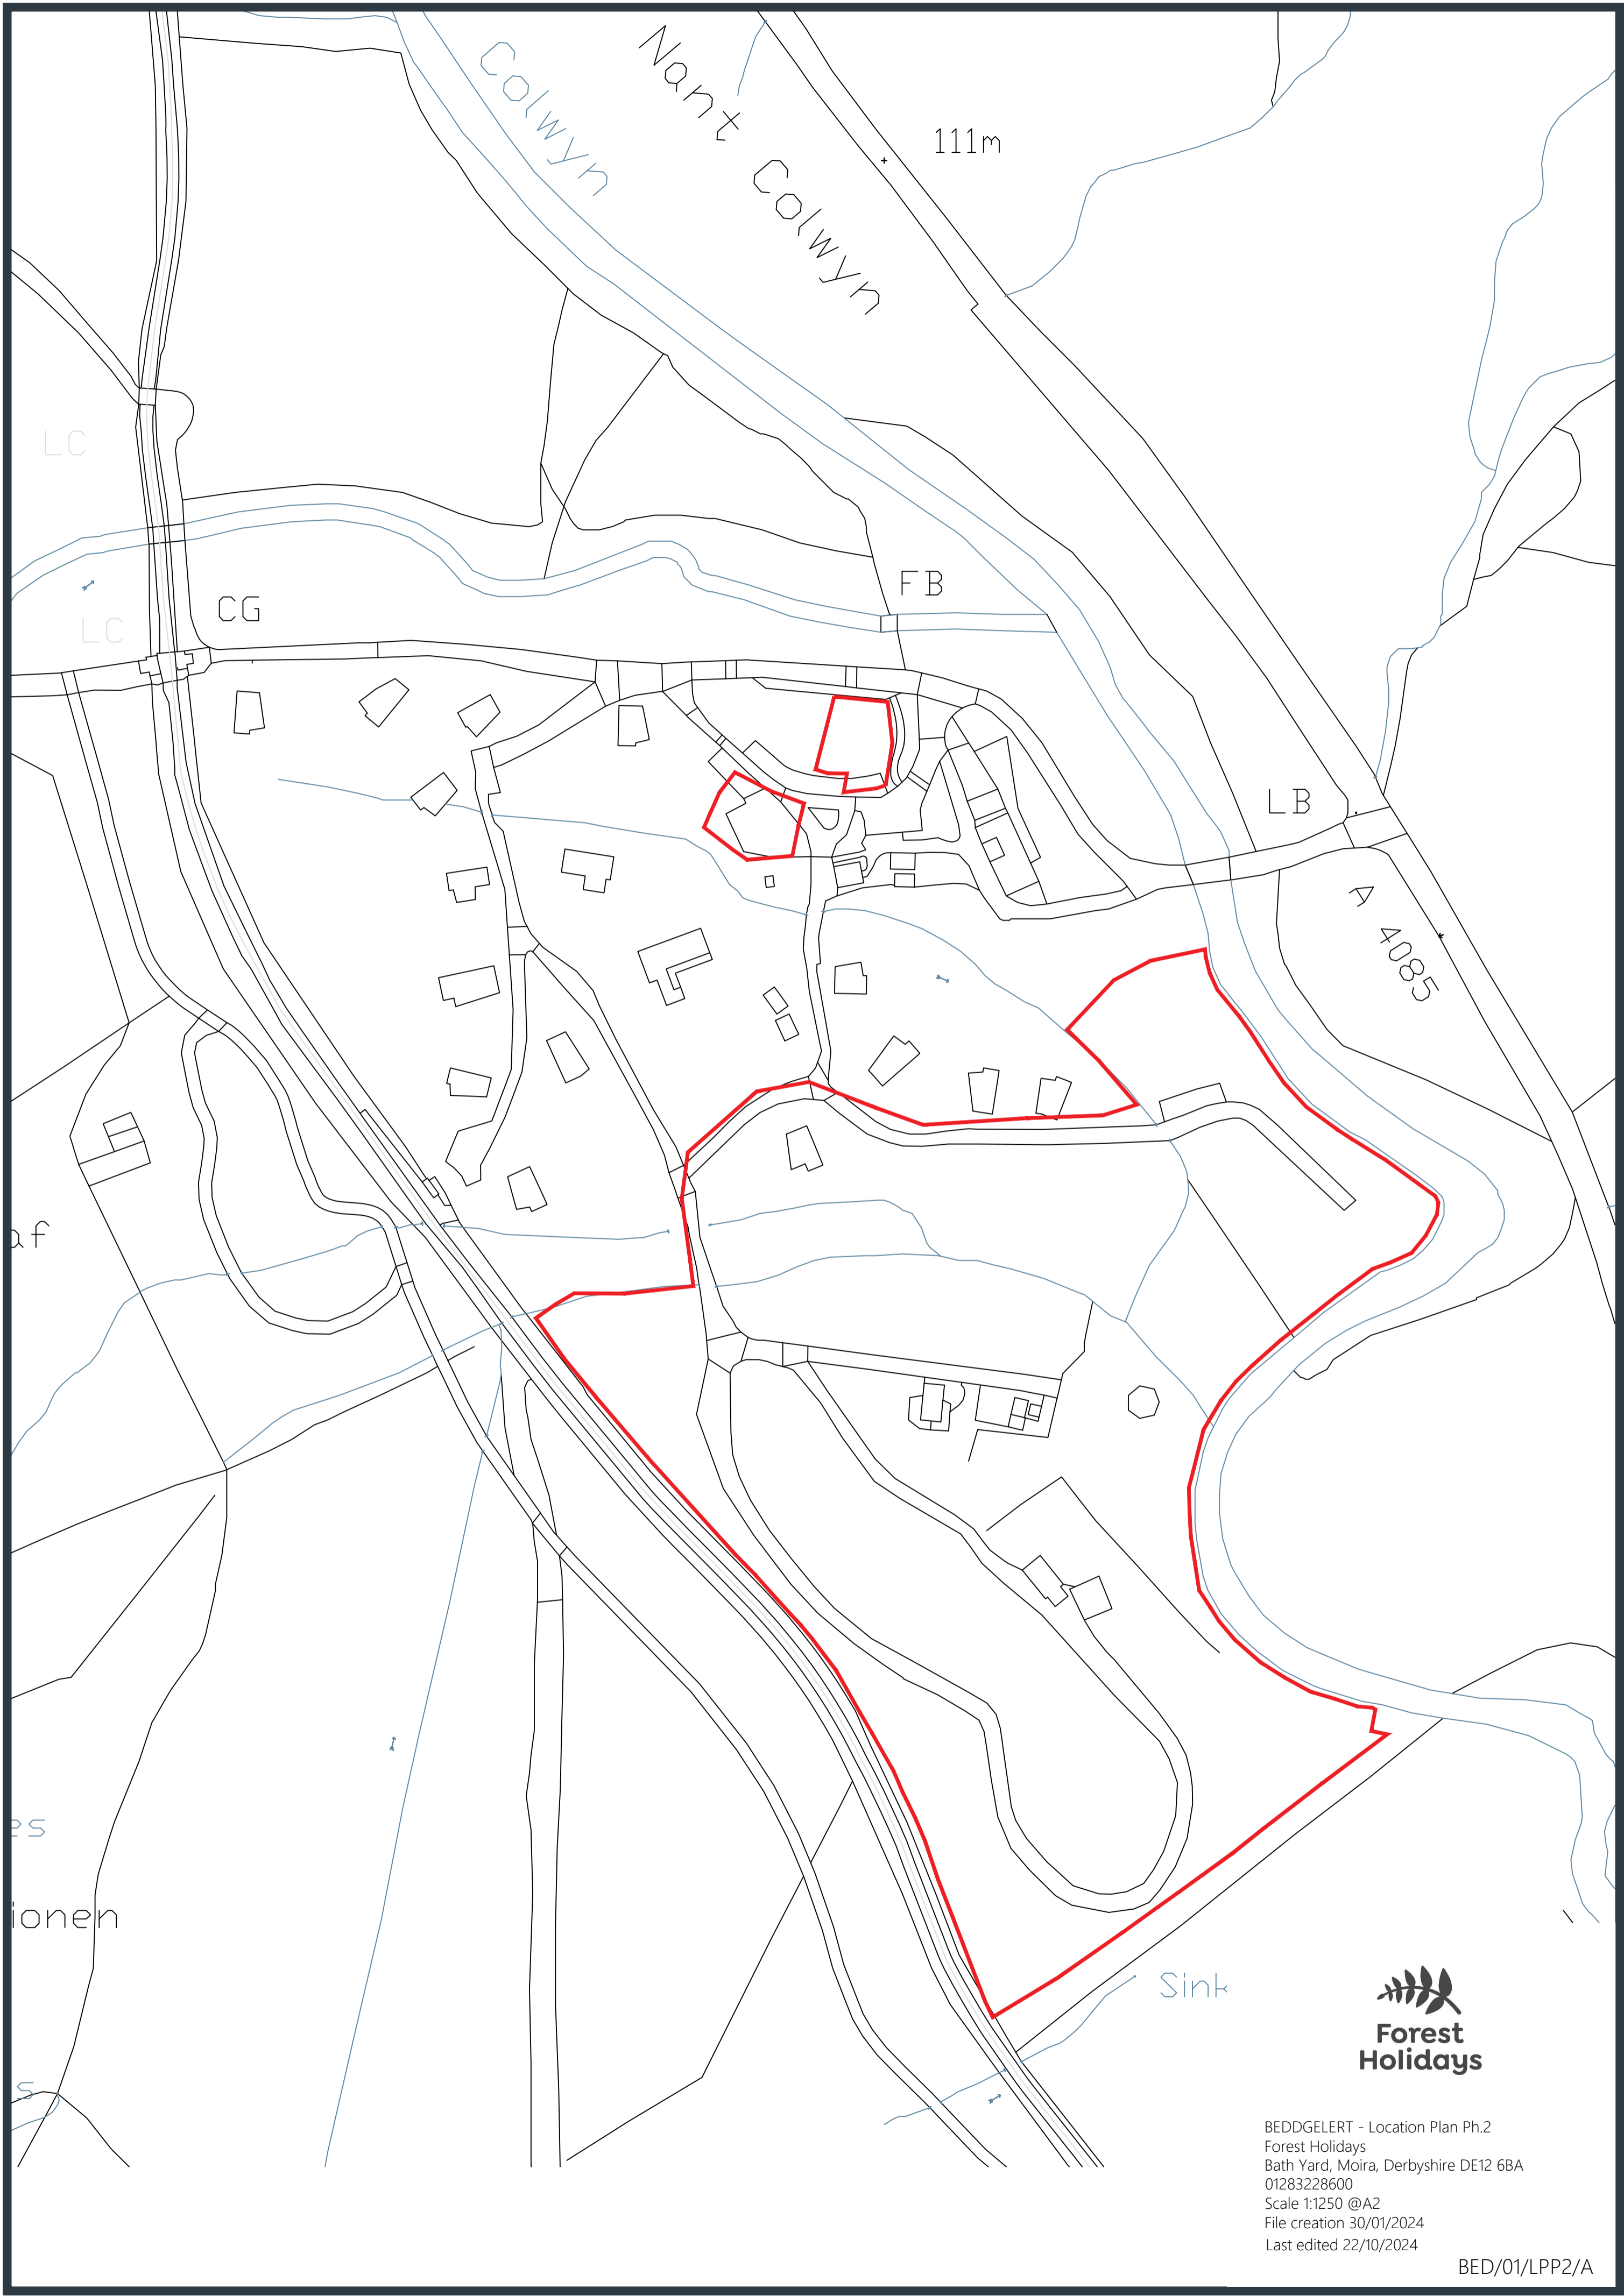 Colwyn
Nant Colwyn
111m
LC
FB
CG
LC
LB
A 4085
af
es
ionen
Sink
s
Forest
Holidays
BEDDGELERT - Location Plan Ph.2
Forest Holidays
Bath Yard, Moira, Derbyshire DE12 6BA
01283228600
Scale 1:1250 @A2
File creation 30/01/2024
Last edited 22/10/2024
BED/01/LPP2/A